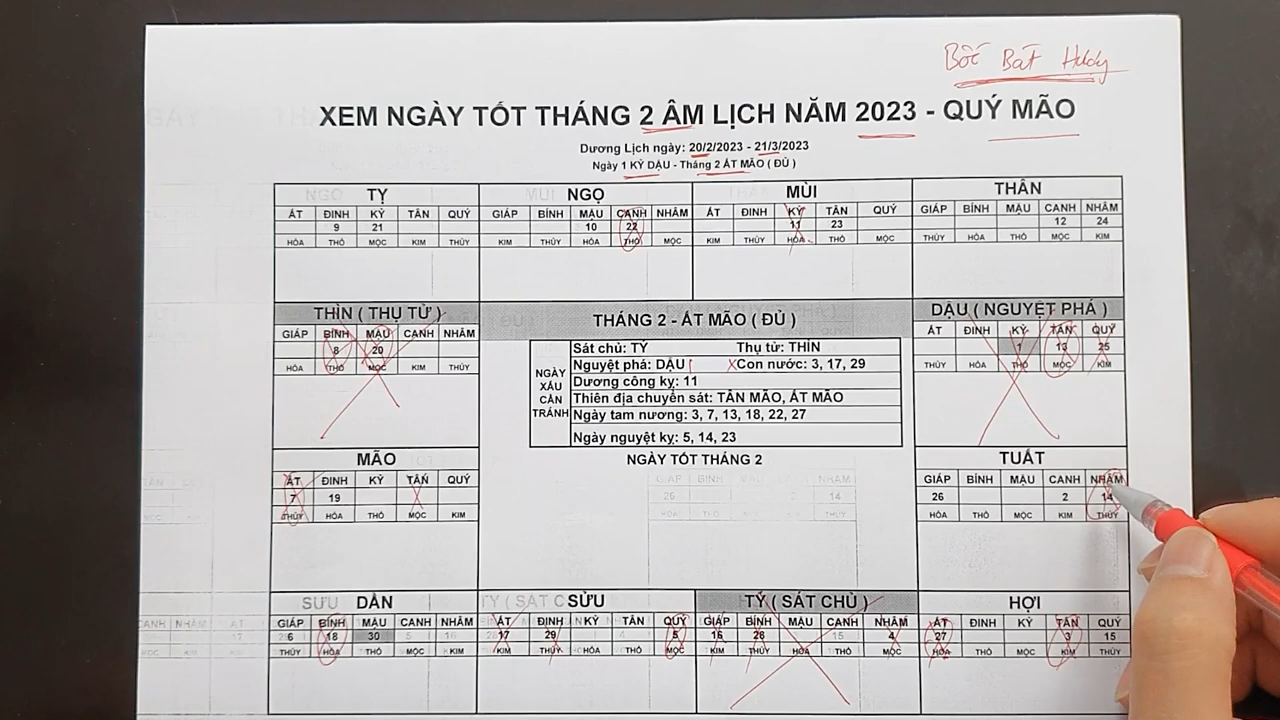 Bốc Bát Hương
XEM NGÀY TỐT THÁNG 2 ÂM LỊCH NĂM 2023 - QUÝ MÃO
Dương Lịch ngày: 20/2/2023 - 21/3/2023
Ngày 1 KỶ DẬU - Tháng 2 ẤT MÃO ( ĐỦ )
TỴ NGỌ MÙI THÂN
ẤT ĐINH KỶ TÂN QUÝ GIÁP BÍNH MẬU CANH NHÂM ẤT ĐINH KỶ TÂN QUÝ GIÁP BÍNH MẬU CANH NHÂM
9 21 10 22 11 23 12 24
HỎA THỔ MỘC KIM THỦY KIM THỦY HỎA THỔ MỘC KIM THỦY HỎA THỔ MỘC THỦY HỎA THỔ MỘC KIM
THÌN ( THỤ TỬ )
GIÁP BÍNH MẬU CANH NHÂM
8 20
HỎA THỔ MỘC KIM THỦY
THÁNG 2 - ẤT MÃO ( ĐỦ )
NGÀY XẤU CẦN TRÁNH
Sát chủ: TÝ Thụ tử: THÌN
Nguyệt phá: DẬU Con nước: 3, 17, 29
Dương công kỵ: 11
Thiên địa chuyển sát: TÂN MÃO, ẤT MÃO
Ngày tam nương: 3, 7, 13, 18, 22, 27
Ngày nguyệt kỵ: 5, 14, 23
DẬU ( NGUYỆT PHÁ )
ẤT ĐINH KỶ TÂN QUÝ
1 13 25
THỦY HỎA THỔ MỘC KIM
MÃO
ẤT ĐINH KỶ TÂN QUÝ
7 19
THỦY HỎA THỔ MỘC KIM
NGÀY TỐT THÁNG 2
TUẤT
GIÁP BÍNH MẬU CANH NHÂM
26 2 14
HỎA THỔ MỘC KIM THỦY
DẦN SỬU TÝ ( SÁT CHỦ ) HỢI
GIÁP BÍNH MẬU CANH NHÂM ẤT ĐINH KỶ TÂN QUÝ GIÁP BÍNH MẬU CANH NHÂM ẤT ĐINH KỶ TÂN QUÝ
6 18 30 17 29 5 16 28 4 27 3 15
THỦY HỎA THỔ MỘC KIM KIM THỦY HỎA THỔ MỘC KIM THỦY HỎA THỔ MỘC HỎA THỔ MỘC KIM THỦY